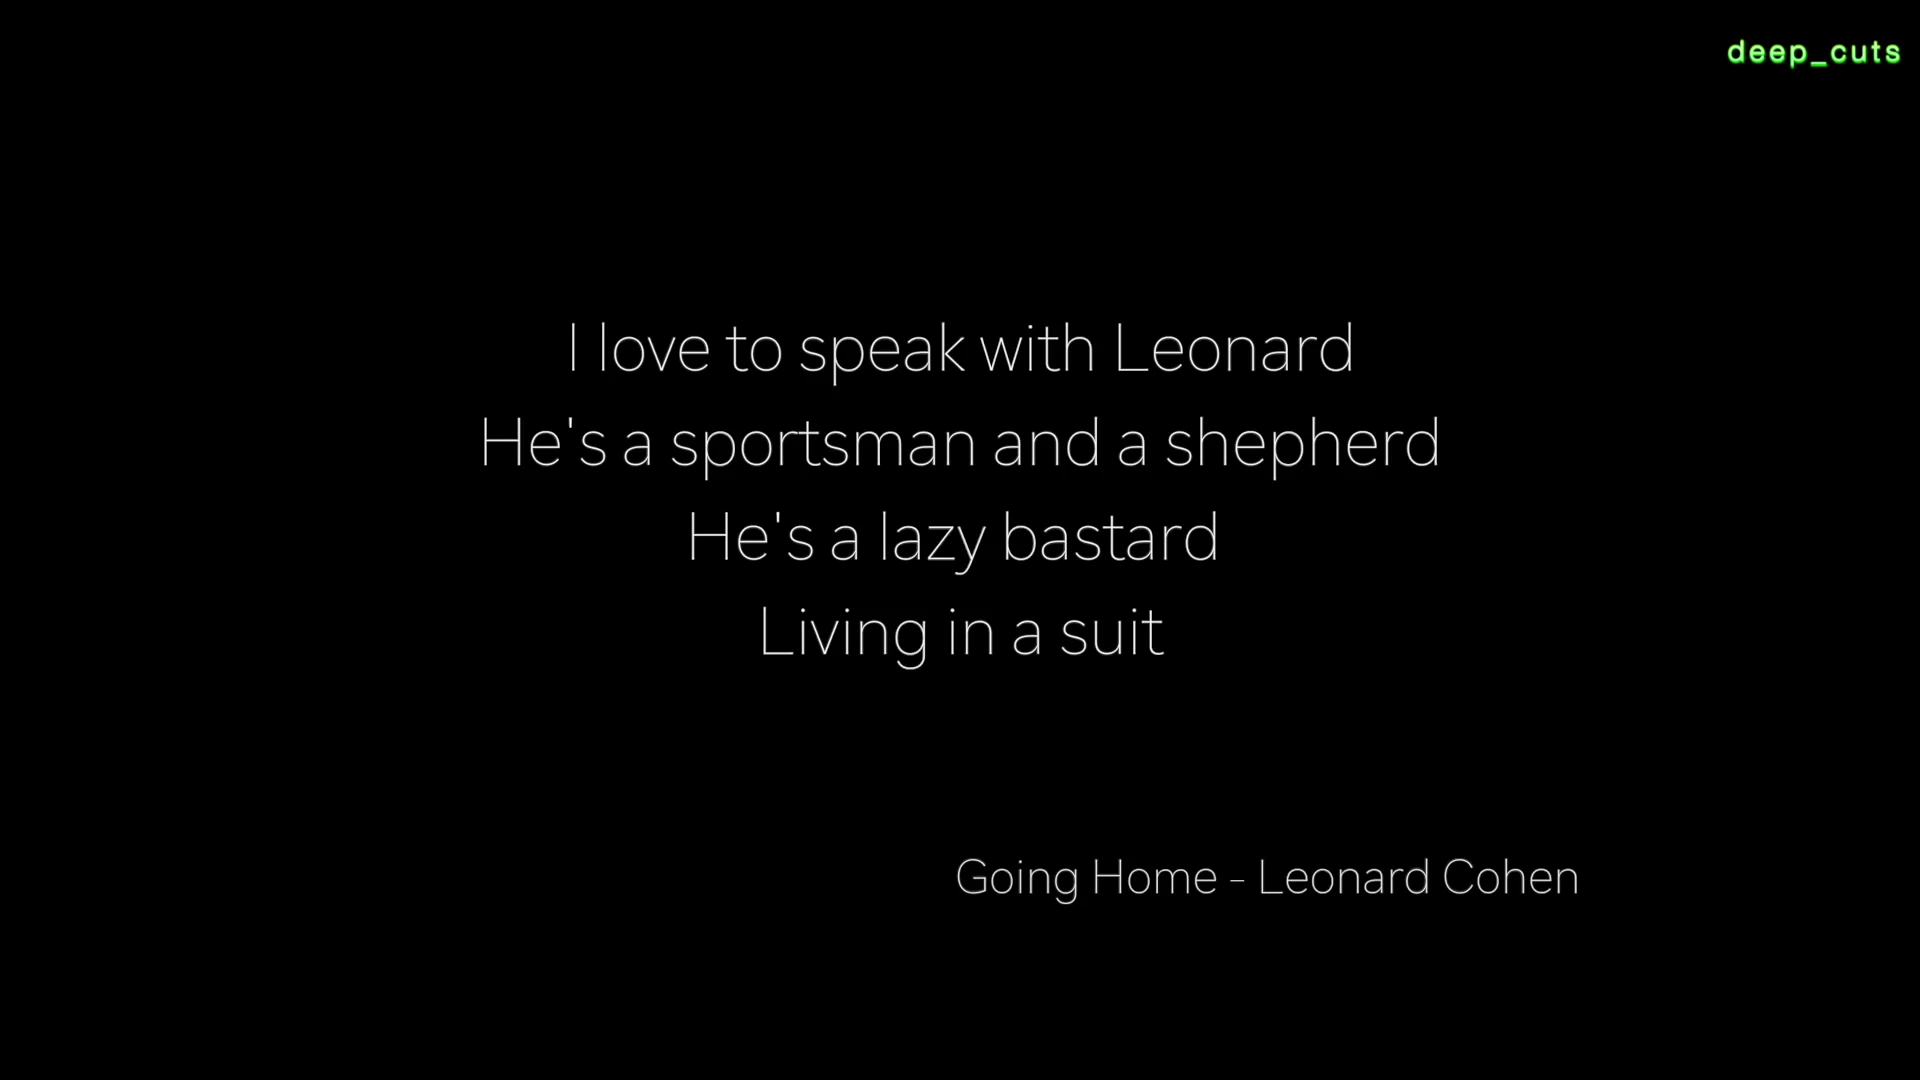 deep_cuts
I love to speak with Leonard
He's a sportsman and a shepherd
He's a lazy bastard
Living in a suit
Going Home - Leonard Cohen